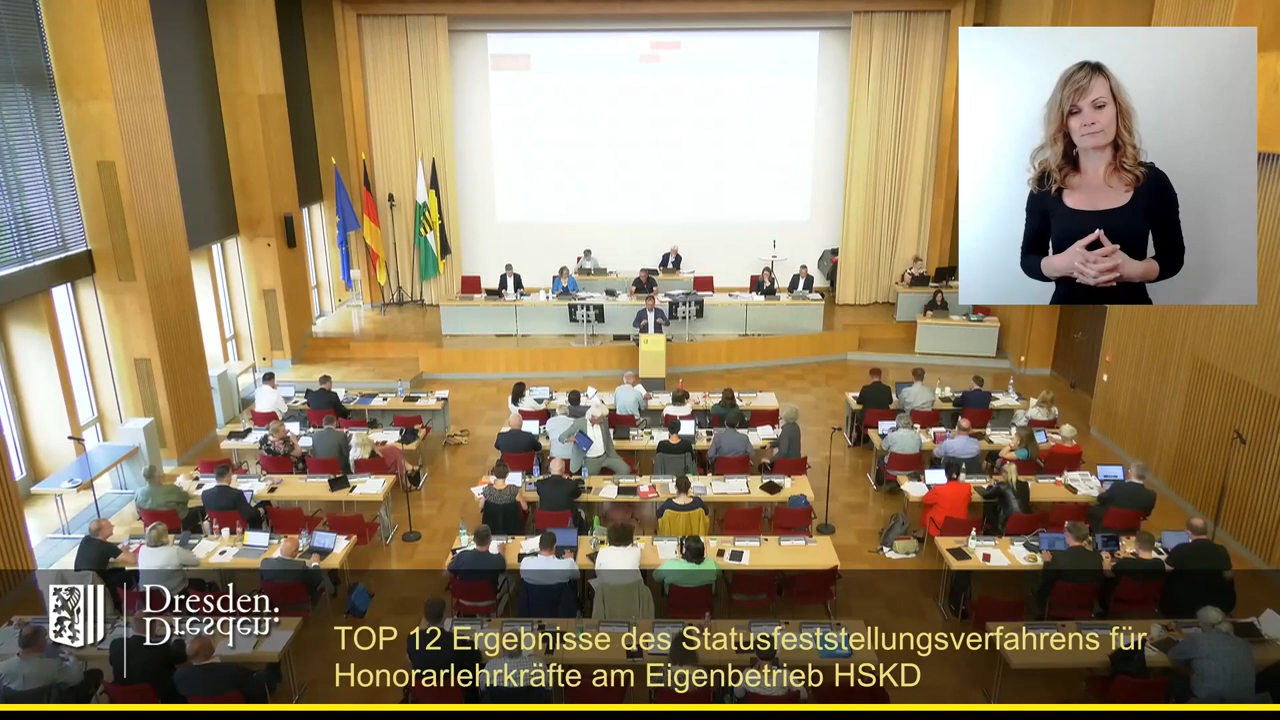 Dresden.
Dresden.
TOP 12 Ergebnisse des Statusfeststellungsverfahrens für
Honorarlehrkräfte am Eigenbetrieb HSKD